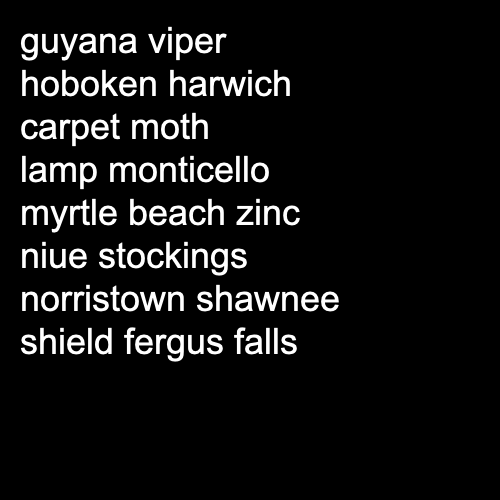 guyana viper
hoboken harwich
carpet moth
lamp monticello
myrtle beach zinc
niue stockings
norristown shawnee
shield fergus falls